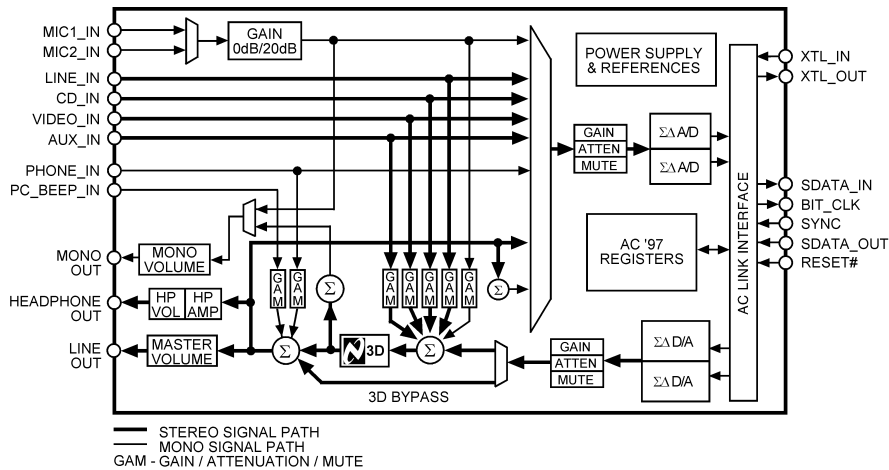 MIC1_IN
MIC2_IN
LINE_IN
CD_IN
VIDEO_IN
AUX_IN
PHONE_IN
PC_BEEP_IN
MONO
OUT
HEADPHONE
OUT
LINE
OUT
GAIN
0dB/20dB
MONO
VOLUME
HP
VOL
HP
AMP
MASTER
VOLUME
GAM
GAM
Σ
GAM
GAM
GAM
GAM
GAM
Σ
Σ
N 3D
Σ
3D BYPASS
POWER SUPPLY
& REFERENCES
GAIN
ATTEN
MUTE
ΣΔ A/D
ΣΔ A/D
AC '97
REGISTERS
GAIN
ATTEN
MUTE
ΣΔ D/A
ΣΔ D/A
AC LINK INTERFACE
XTL_IN
XTL_OUT
SDATA_IN
BIT_CLK
SYNC
SDATA_OUT
RESET#
STEREO SIGNAL PATH
MONO SIGNAL PATH
GAM - GAIN / ATTENUATION / MUTE